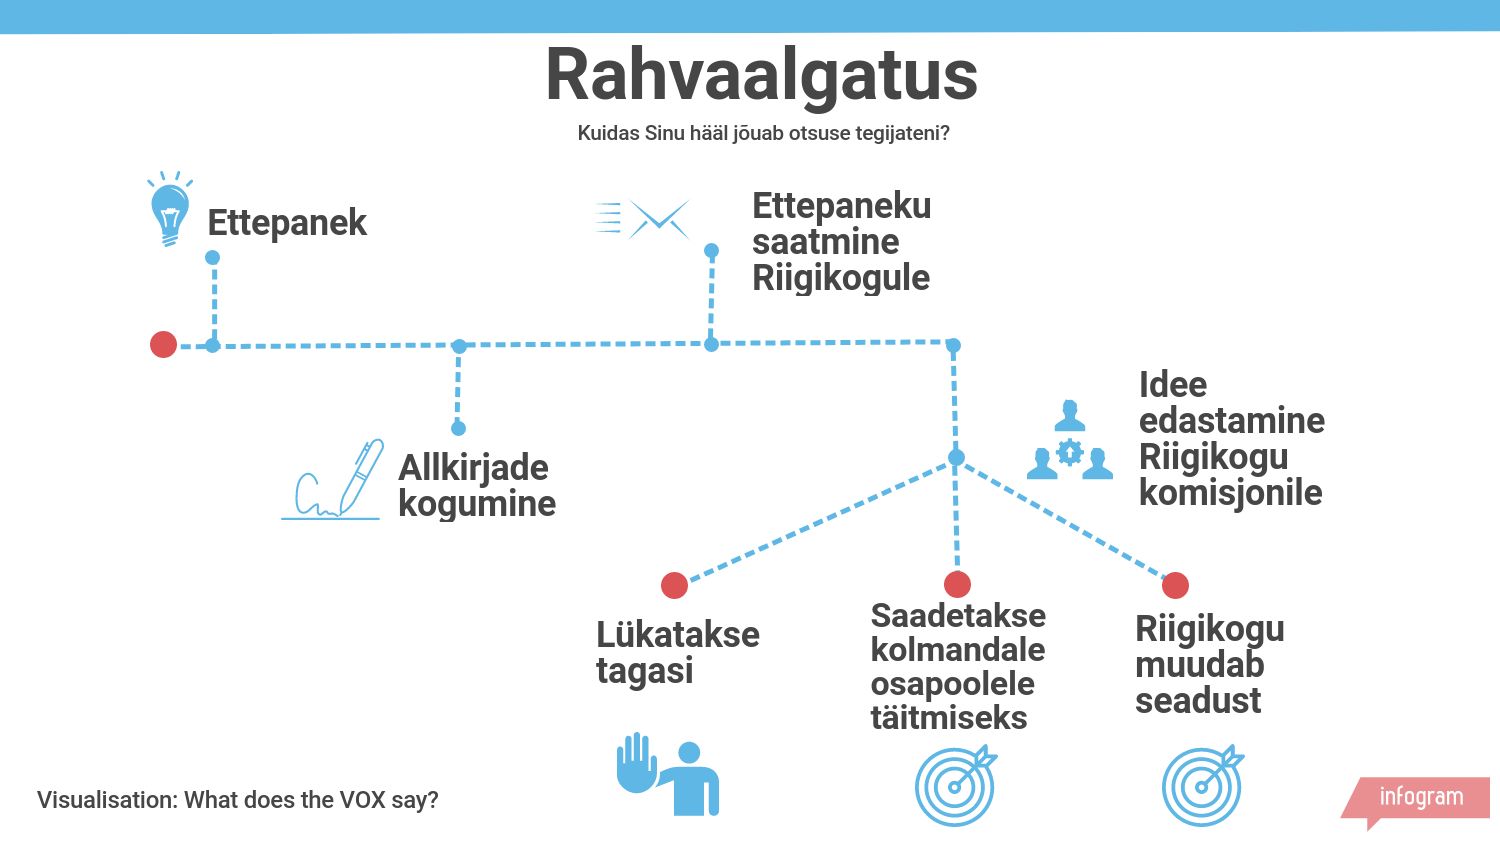 Rahvaalgatus
Kuidas Sinu hääl jõuab otsuse tegijateni?
Ettepanek
Ettepaneku
saatmine
Riigikogule
Allkirjade
kogumine
Idee
edastamine
Riigikogu
komisjonile
Lükatakse
tagasi
Saadetakse
kolmandale
osapoolele
täitmiseks
Riigikogu
muudab
seadust
Visualisation: What does the VOX say?
infogram